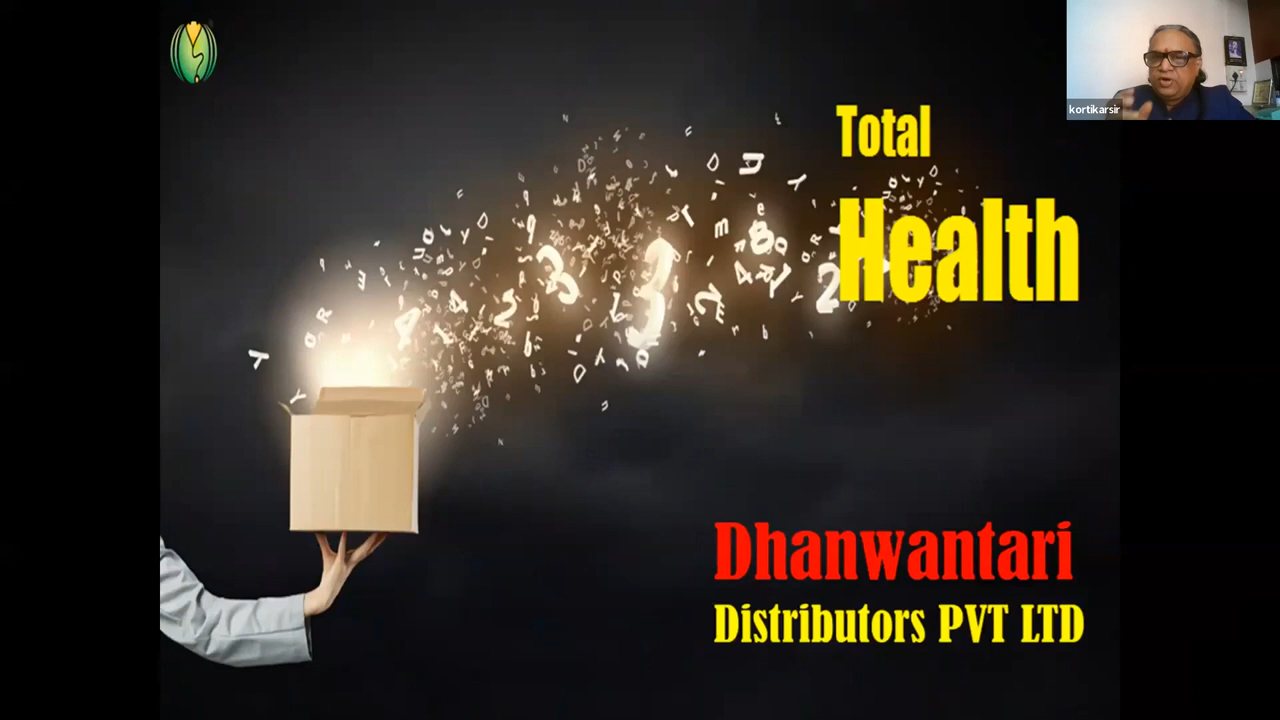 kortikarsir
Total
Health
Dhanwantari
Distributors PVT LTD